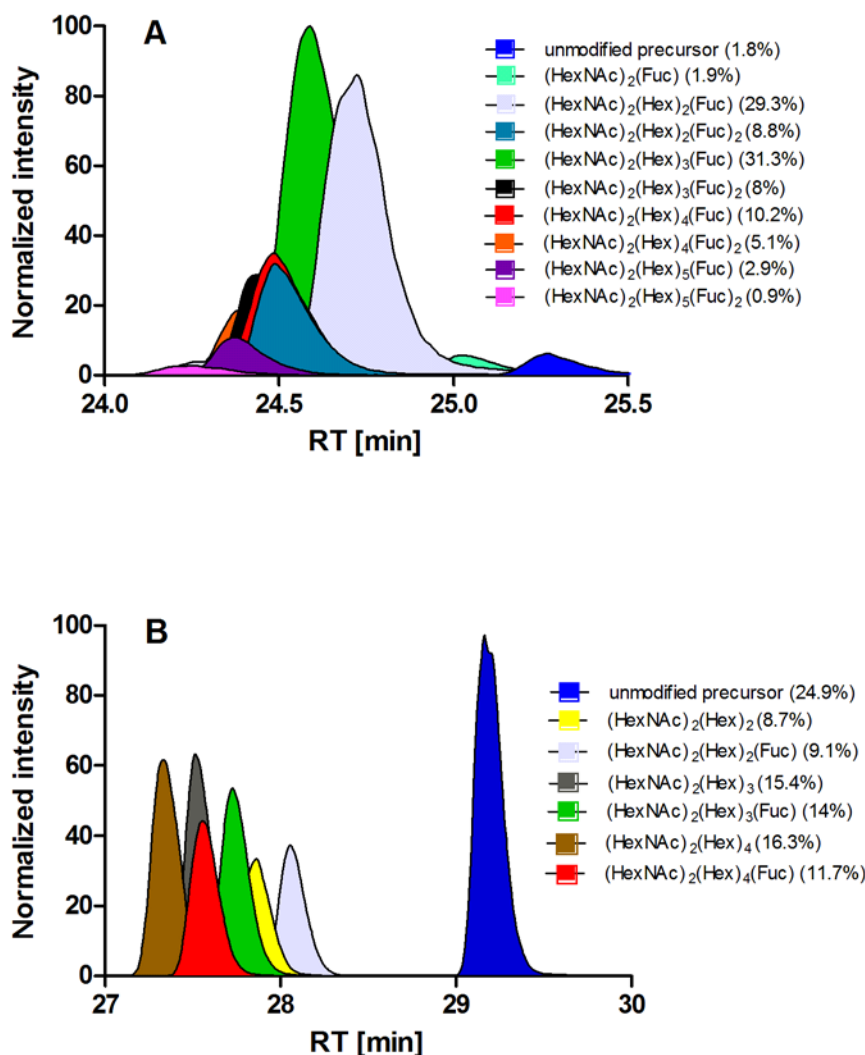 A
100
80
60
40
20
0
Normalized intensity
24.0 24.5 25.0 25.5
RT [min]
unmodified precursor (1.8%)
(HexNAc)₂(Fuc) (1.9%)
(HexNAc)₂(Hex)₂(Fuc) (29.3%)
(HexNAc)₂(Hex)₂(Fuc)₂ (8.8%)
(HexNAc)₂(Hex)₃(Fuc) (31.3%)
(HexNAc)₂(Hex)₃(Fuc)₂ (8%)
(HexNAc)₂(Hex)₄(Fuc) (10.2%)
(HexNAc)₂(Hex)₄(Fuc)₂ (5.1%)
(HexNAc)₂(Hex)₅(Fuc) (2.9%)
(HexNAc)₂(Hex)₅(Fuc)₂ (0.9%)
B
100
80
60
40
20
0
Normalized intensity
27 28 29 30
RT [min]
unmodified precursor (24.9%)
(HexNAc)₂(Hex)₂ (8.7%)
(HexNAc)₂(Hex)₂(Fuc) (9.1%)
(HexNAc)₂(Hex)₃ (15.4%)
(HexNAc)₂(Hex)₃(Fuc) (14%)
(HexNAc)₂(Hex)₄ (16.3%)
(HexNAc)₂(Hex)₄(Fuc) (11.7%)